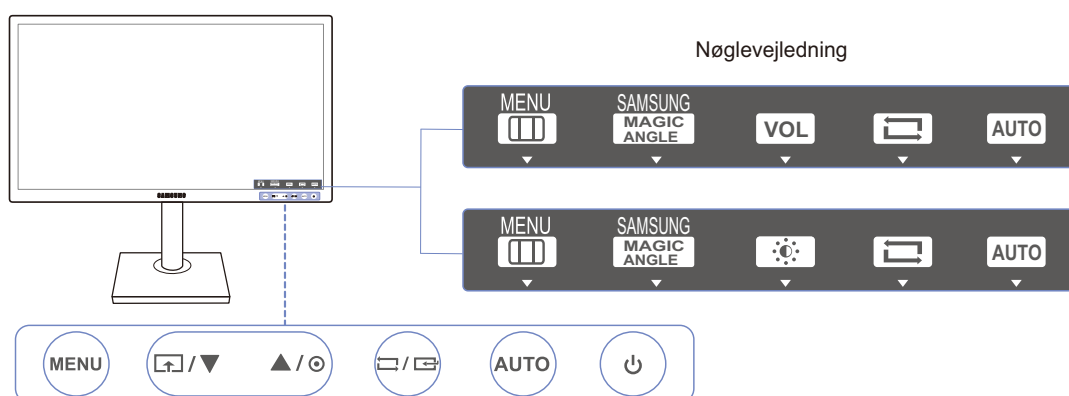 Nøglevejledning
MENU SAMSUNG
MAGIC ANGLE VOL AUTO
MENU SAMSUNG
MAGIC ANGLE AUTO
SAMSUNG
MENU / / / AUTO